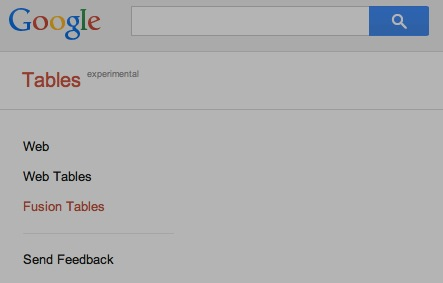 Google
Tables experimental
Web
Web Tables
Fusion Tables
Send Feedback